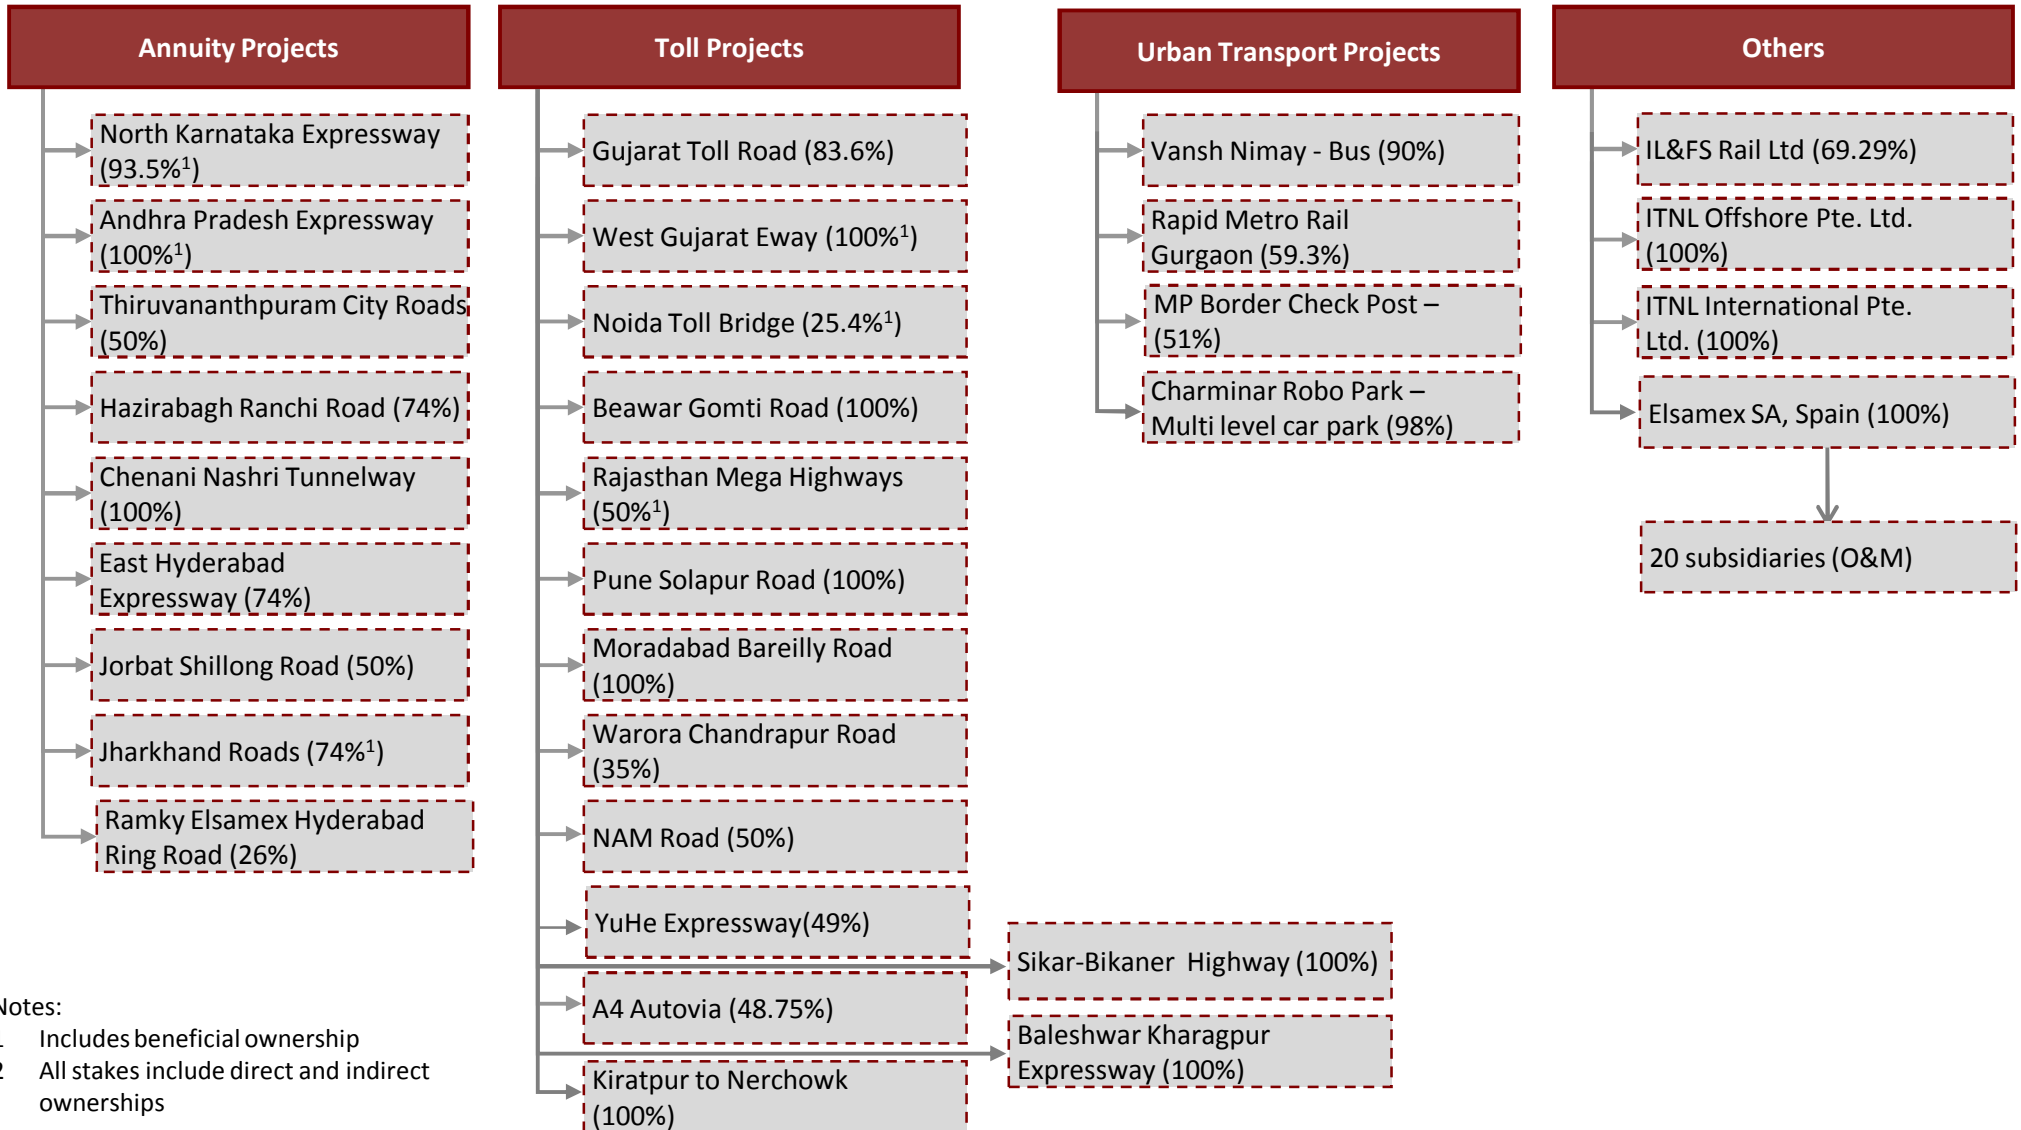 Annuity Projects
North Karnataka Expressway
(93.5%¹)
Andhra Pradesh Expressway
(100%¹)
Thiruvananthpuram City Roads
(50%)
Hazirabagh Ranchi Road (74%)
Chenani Nashri Tunnelway
(100%)
East Hyderabad
Expressway (74%)
Jorbat Shillong Road (50%)
Jharkhand Roads (74%¹)
Ramky Elsamex Hyderabad
Ring Road (26%)
Toll Projects
Gujarat Toll Road (83.6%)
West Gujarat Eway (100%¹)
Noida Toll Bridge (25.4%¹)
Beawar Gomti Road (100%)
Rajasthan Mega Highways
(50%¹)
Pune Solapur Road (100%)
Moradabad Bareilly Road
(100%)
Warora Chandrapur Road
(35%)
NAM Road (50%)
YuHe Expressway(49%)
Sikar-Bikaner Highway (100%)
A4 Autovia (48.75%)
Baleshwar Kharagpur
Expressway (100%)
Kiratpur to Nerchowk
(100%)
Urban Transport Projects
Vansh Nimay - Bus (90%)
Rapid Metro Rail
Gurgaon (59.3%)
MP Border Check Post –
(51%)
Charminar Robo Park –
Multi level car park (98%)
Others
IL&FS Rail Ltd (69.29%)
ITNL Offshore Pte. Ltd.
(100%)
ITNL International Pte.
Ltd. (100%)
Elsamex SA, Spain (100%)
20 subsidiaries (O&M)
Notes:
1 Includes beneficial ownership
2 All stakes include direct and indirect
ownerships